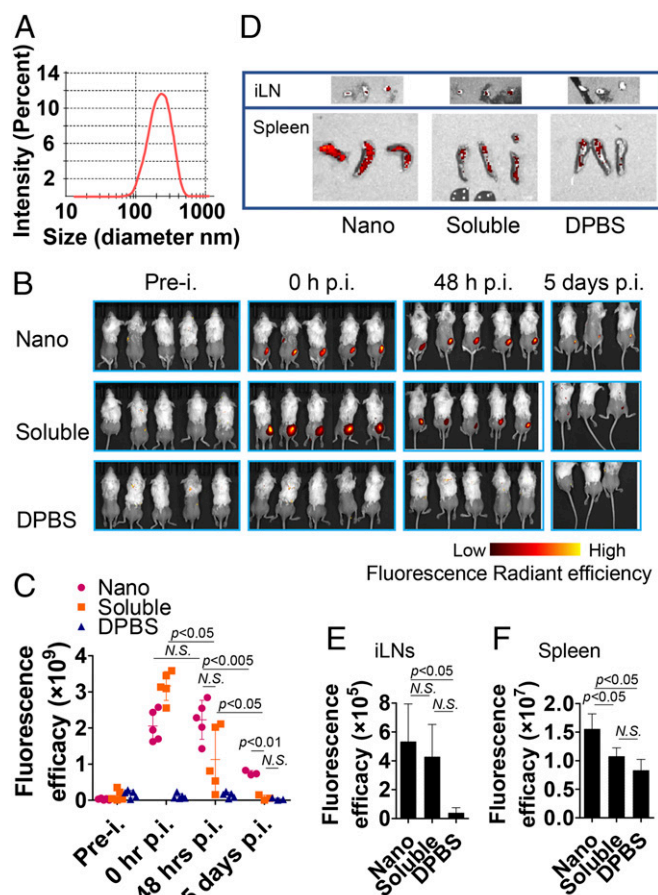 A
Intensity (Percent)
14
12
10
8
6
4
2
10 100 1000
Size (diameter nm)
D
iLN
Spleen
Nano Soluble DPBS
B
Pre-i. 0 h p.i. 48 h p.i. 5 days p.i.
Nano
Soluble
DPBS
Low High
Fluorescence Radiant efficiency
C
Nano
Soluble
DPBS
Fluorescence
efficacy (×10⁹)
4
3
2
1
0
p<0.05
N.S.
p<0.005
N.S.
p<0.05
p<0.01
N.S.
Pre-i.
0 hr p.i.
48 hrs p.i.
5 days p.i.
E iLNs
Fluorescence
efficacy (×10⁵)
8
6
4
2
0
p<0.05
N.S.
N.S.
Nano
Soluble
DPBS
F Spleen
Fluorescence
efficacy (×10⁷)
2.0
1.5
1.0
0.5
0.0
p<0.05
p<0.05
N.S.
Nano
Soluble
DPBS